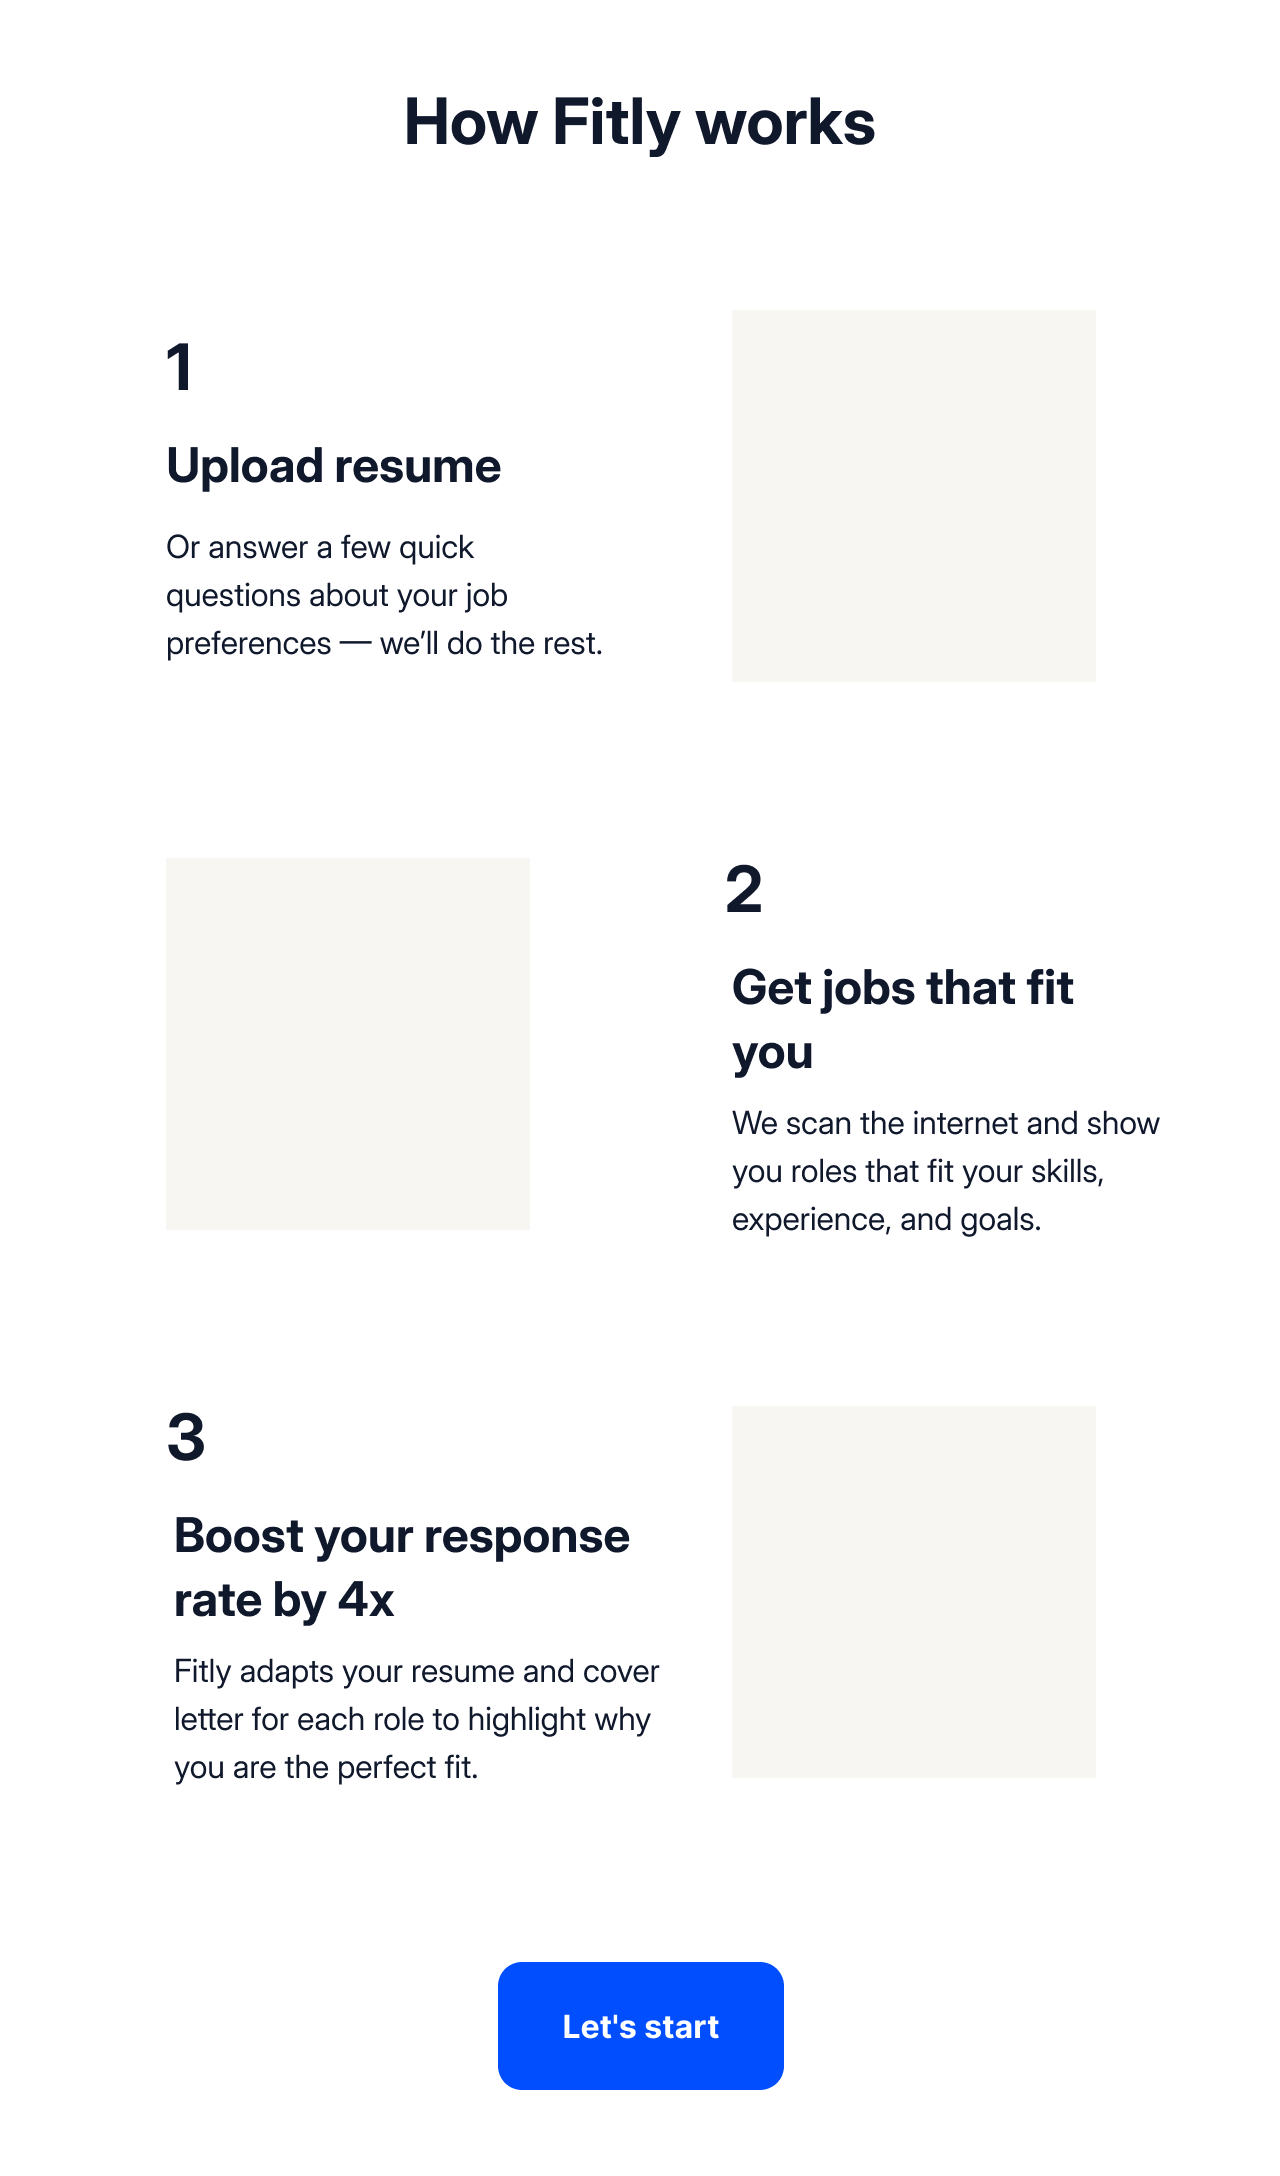 How Fitly works
1
Upload resume
Or answer a few quick
questions about your job
preferences — we’ll do the rest.
2
Get jobs that fit
you
We scan the internet and show
you roles that fit your skills,
experience, and goals.
3
Boost your response
rate by 4x
Fitly adapts your resume and cover
letter for each role to highlight why
you are the perfect fit.
Let's start